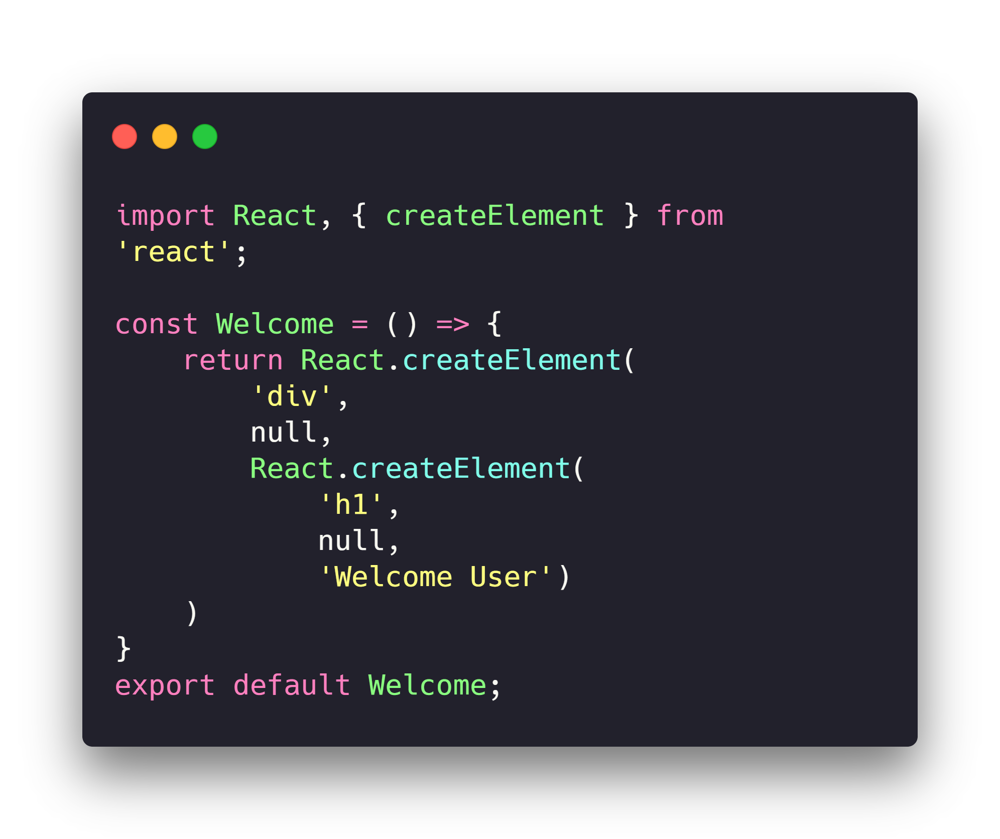 import React, { createElement } from
'react';

const Welcome = () => {
    return React.createElement(
        'div',
        null,
        React.createElement(
            'h1',
            null,
            'Welcome User')
    )
}
export default Welcome;